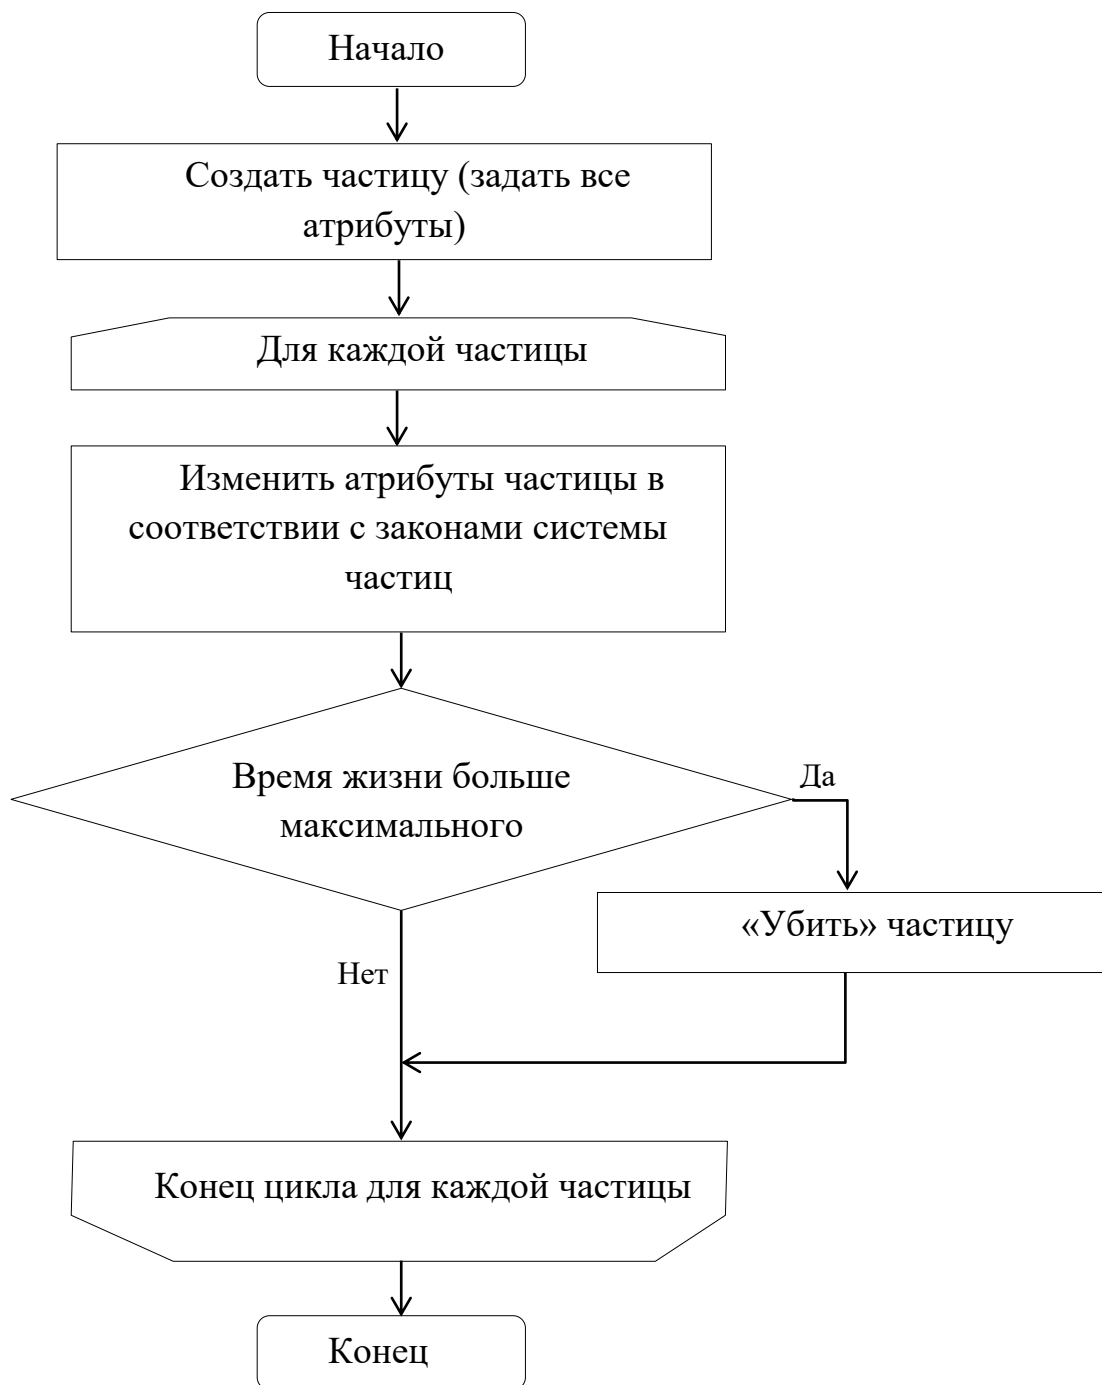 Начало
Создать частицу (задать все
атрибуты)
Для каждой частицы
Изменить атрибуты частицы в
соответствии с законами системы
частиц
Время жизни больше
максимального
Да
«Убить» частицу
Нет
Конец цикла для каждой частицы
Конец